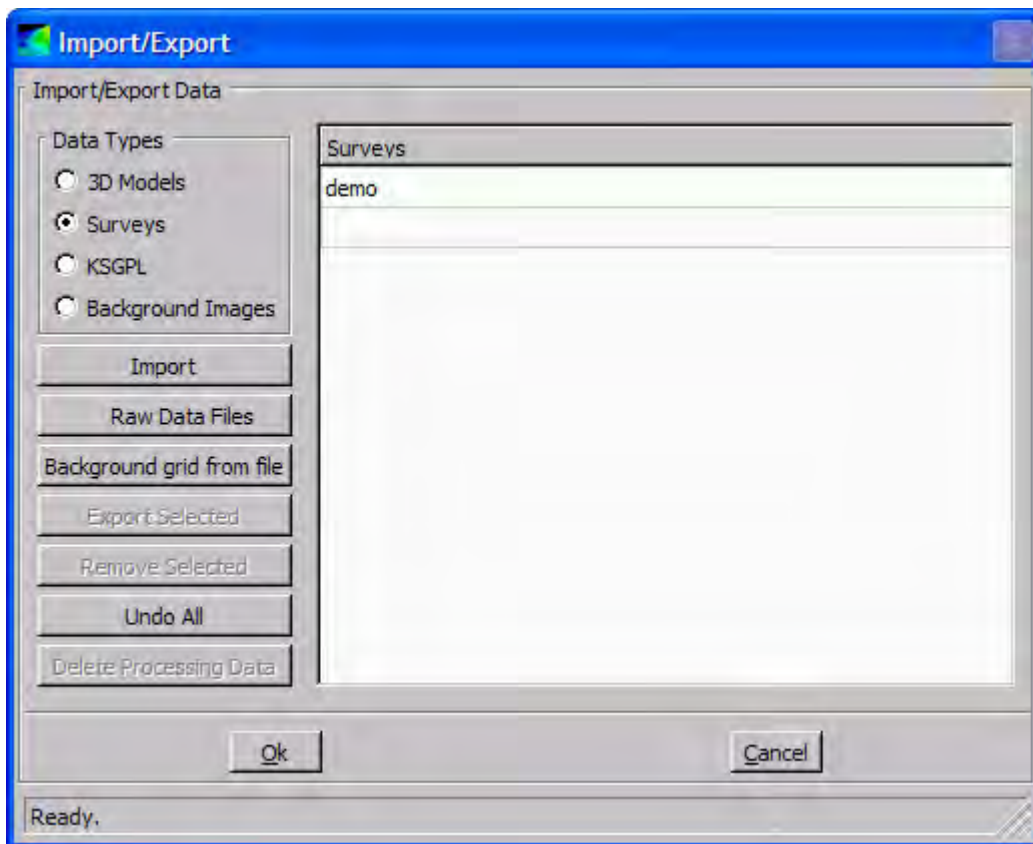 Import/Export
Import/Export Data
Data Types
3D Models
Surveys
KSGPL
Background Images
Import
Raw Data Files
Background grid from file
Export Selected
Remove Selected
Undo All
Delete Processing Data
Surveys
demo
Ok
Cancel
Ready.